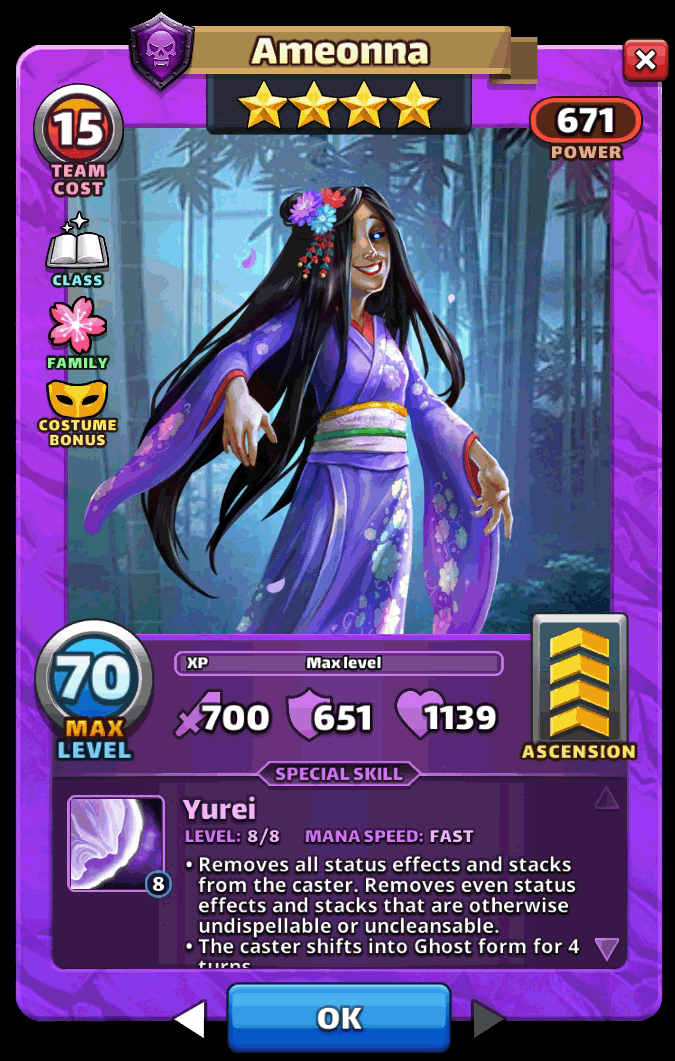 Ameonna
15
TEAM
COST
671
POWER
CLASS
FAMILY
COSTUME
BONUS
70
MAX
LEVEL
XP Max level
700 651 1139
ASCENSION
SPECIAL SKILL
Yurei
LEVEL: 8/8 MANA SPEED: FAST
8
• Removes all status effects and stacks
from the caster. Removes even status
effects and stacks that are otherwise
undispellable or uncleansable.
• The caster shifts into Ghost form for 4
turns
OK